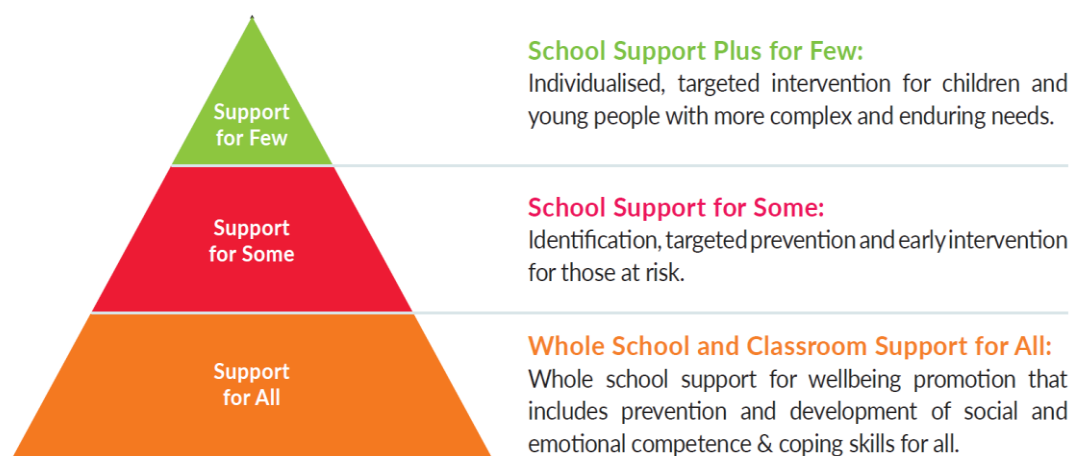 Support
for Few
School Support Plus for Few:
Individualised, targeted intervention for children and
young people with more complex and enduring needs.
Support
for Some
School Support for Some:
Identification, targeted prevention and early intervention
for those at risk.
Support
for All
Whole School and Classroom Support for All:
Whole school support for wellbeing promotion that
includes prevention and development of social and
emotional competence & coping skills for all.